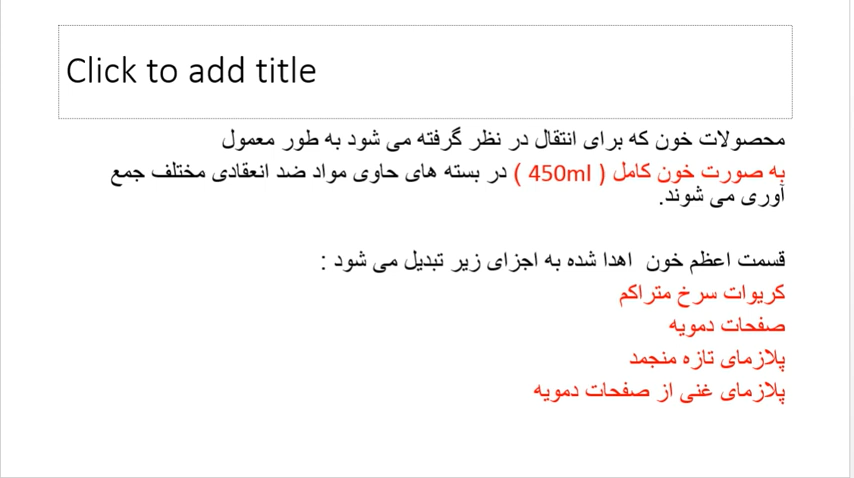 Click to add title
محصولات خون که برای انتقال در نظر گرفته می شود به طور معمول
به صورت خون کامل ( 450ml ) در بسته های حاوی مواد ضد انعقادی مختلف جمع
آوری می شوند.
قسمت اعظم خون اهدا شده به اجزای زیر تبدیل می شود :
کریوات سرخ متراکم
صفحات دمویه
پلازمای تازه منجمد
پلازمای غنی از صفحات دمویه